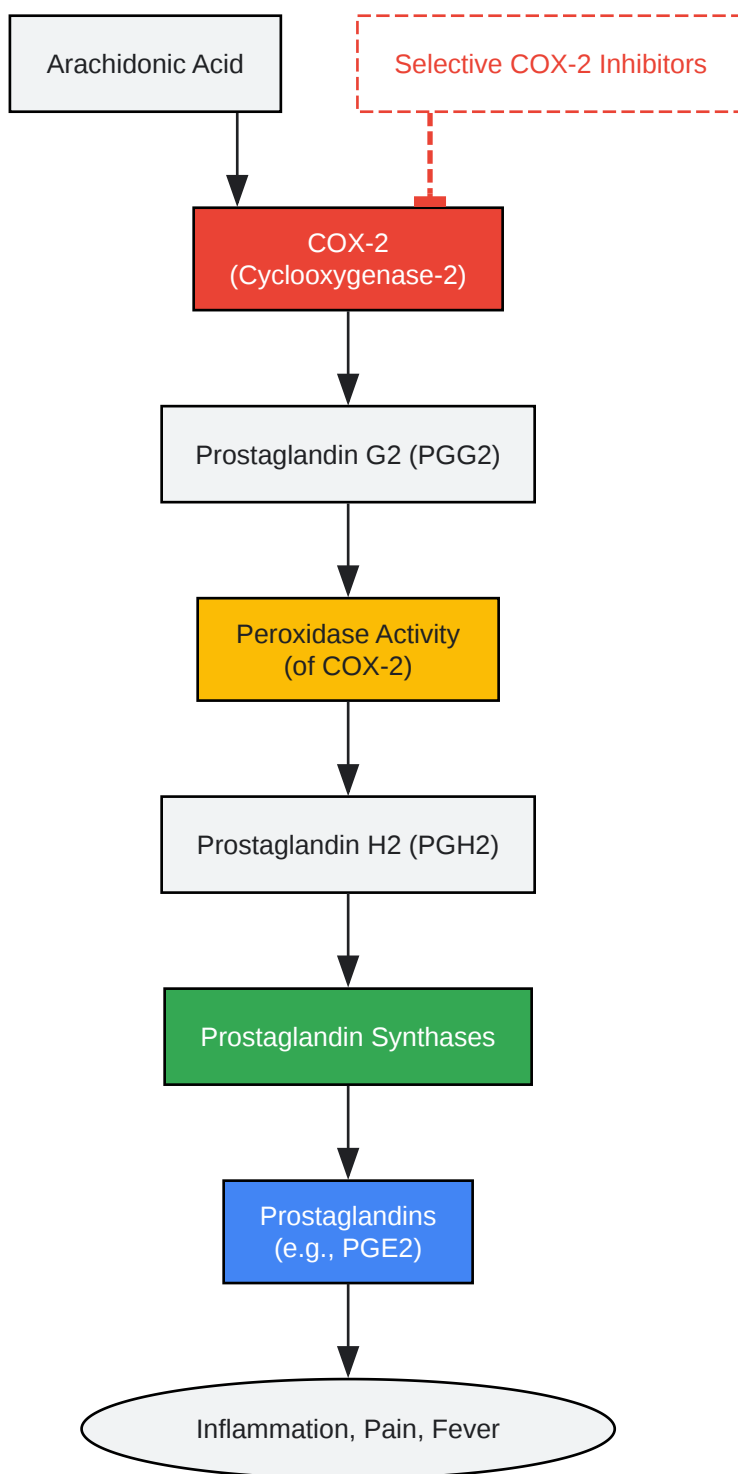 Arachidonic Acid
Selective COX-2 Inhibitors
COX-2
(Cyclooxygenase-2)
Prostaglandin G2 (PGG2)
Peroxidase Activity
(of COX-2)
Prostaglandin H2 (PGH2)
Prostaglandin Synthases
Prostaglandins
(e.g., PGE2)
Inflammation, Pain, Fever